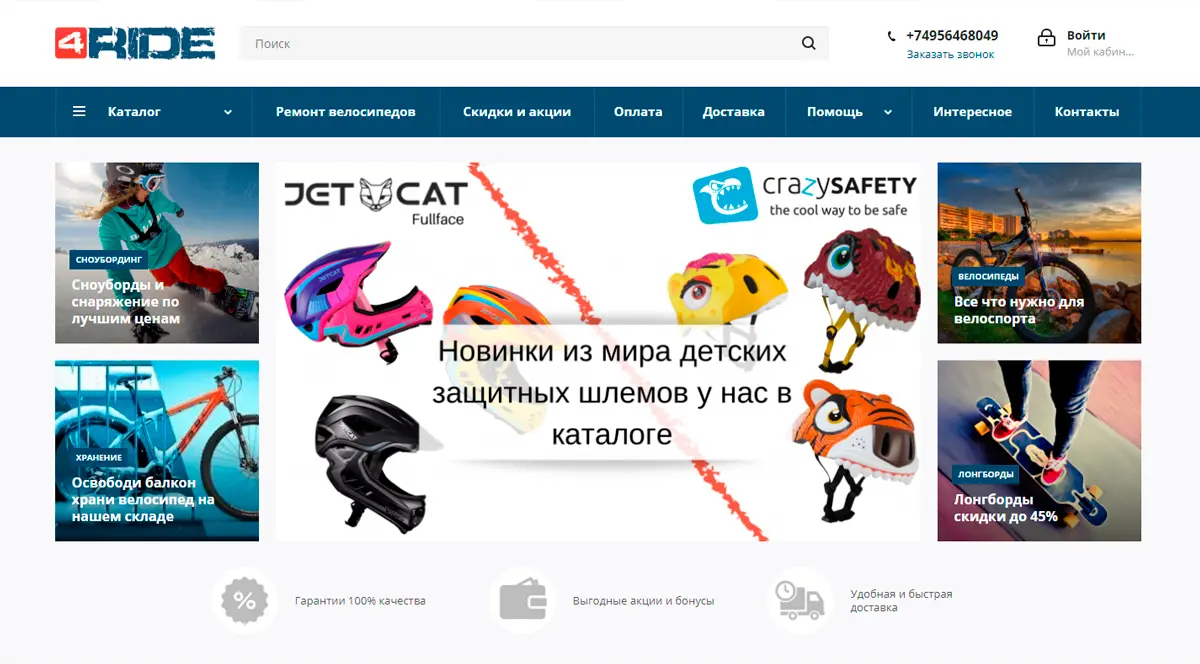 4RIDE
Поиск
+74956468049
Заказать звонок
Войти
Мой кабин...
Каталог
Ремонт велосипедов
Скидки и акции
Оплата
Доставка
Помощь
Интересное
Контакты
СНОУБОРДИНГ
Сноуборды и
снаряжение по
лучшим ценам
ХРАНЕНИЕ
Освободи балкон
храни велосипед на
нашем складе
JETCAT
Fullface
crazySAFETY
the cool way to be safe
JETCAT
JETCAT
Новинки из мира детских
защитных шлемов у нас в
каталоге
ВЕЛОСИПЕДЫ
Все что нужно для
велоспорта
ЛОНГБОРДЫ
Лонгборды
скидки до 45%
%
Гарантии 100% качества
Выгодные акции и бонусы
Удобная и быстрая
доставка